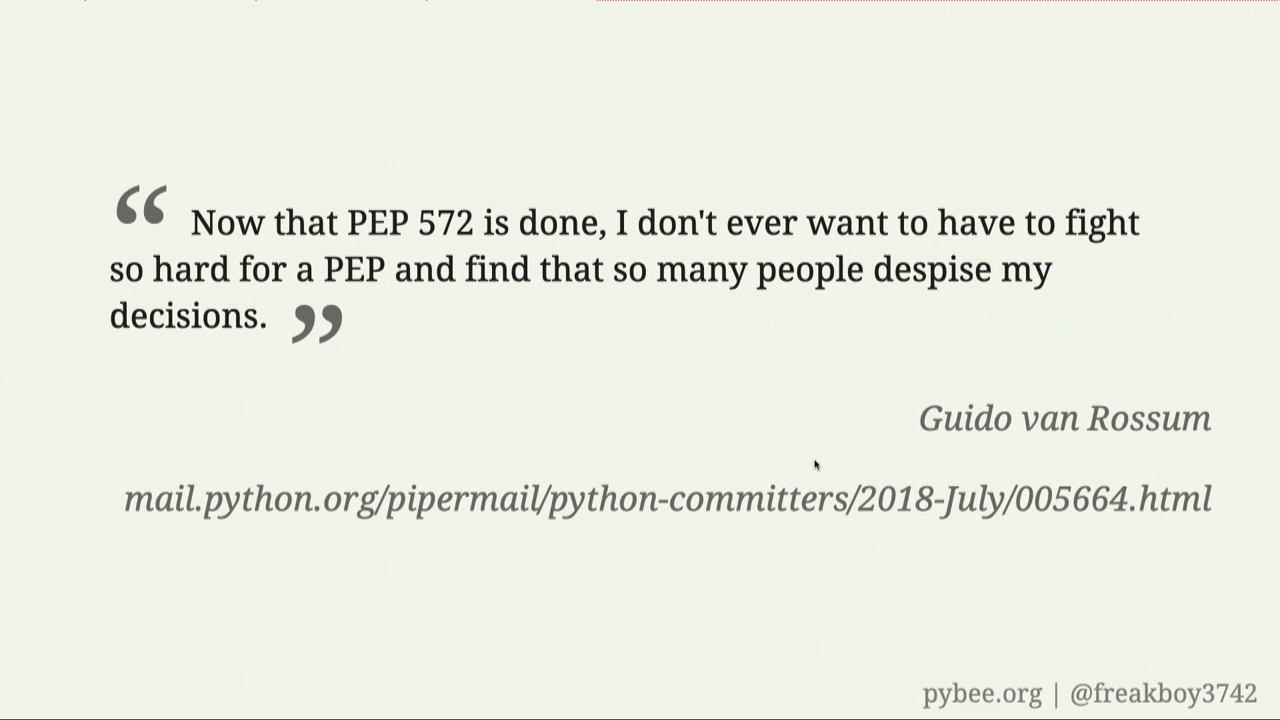 “ Now that PEP 572 is done, I don't ever want to have to fight
so hard for a PEP and find that so many people despise my
decisions. ”
Guido van Rossum
mail.python.org/pipermail/python-committers/2018-July/005664.html
pybee.org | @freakboy3742